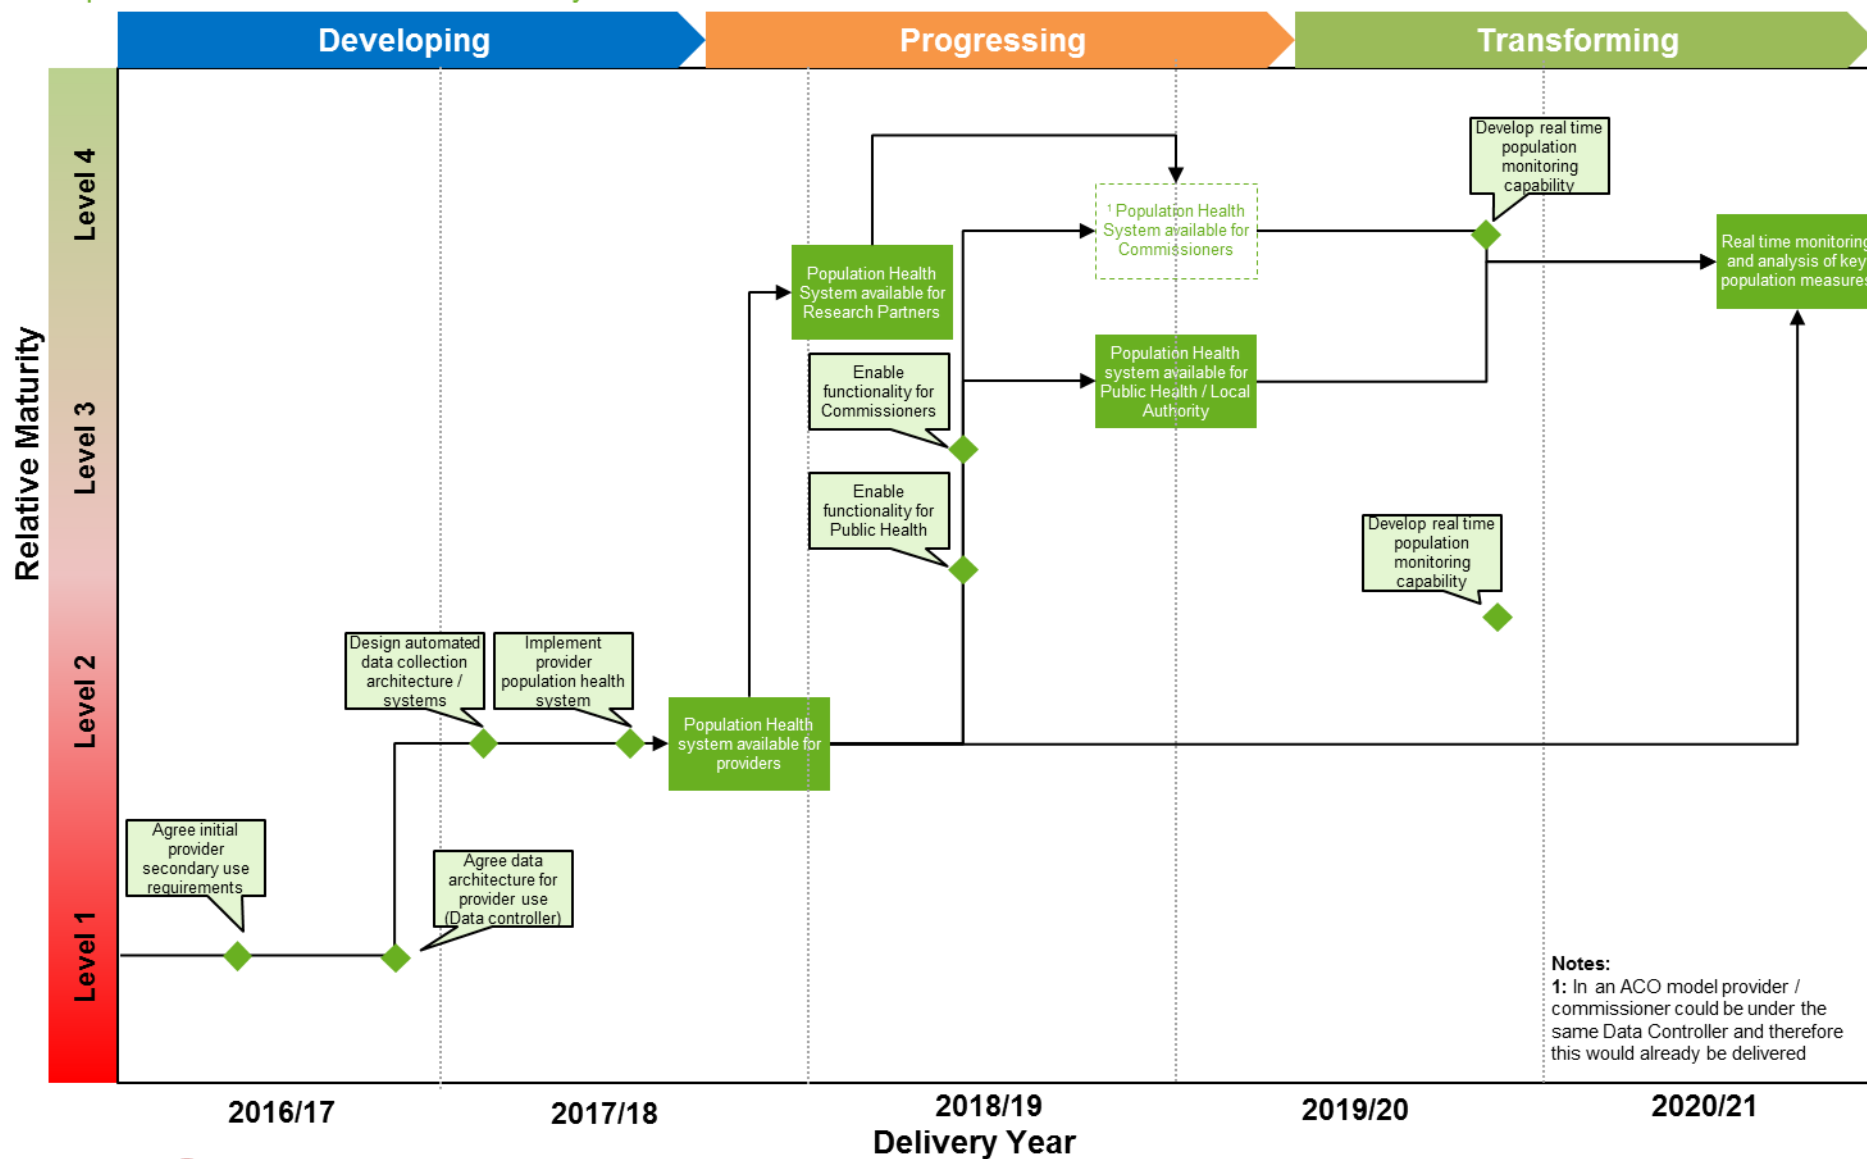 Developing
Progressing
Transforming
Relative Maturity
Level 4
Level 3
Level 2
Level 1
Develop real time
population
monitoring
capability
¹ Population Health
System available for
Commissioners
Real time monitoring
and analysis of key
population measures
Population Health
System available for
Research Partners
Population Health
system available for
Public Health / Local
Authority
Enable
functionality for
Commissioners
Enable
functionality for
Public Health
Develop real time
population
monitoring
capability
Design automated
data collection
architecture /
systems
Implement
provider
population health
system
Population Health
system available for
providers
Agree initial
provider
secondary use
requirements
Agree data
architecture for
provider use
(Data controller)
Notes:
1: In an ACO model provider /
commissioner could be under the
same Data Controller and therefore
this would already be delivered
2016/17
2017/18
2018/19
2019/20
2020/21
Delivery Year